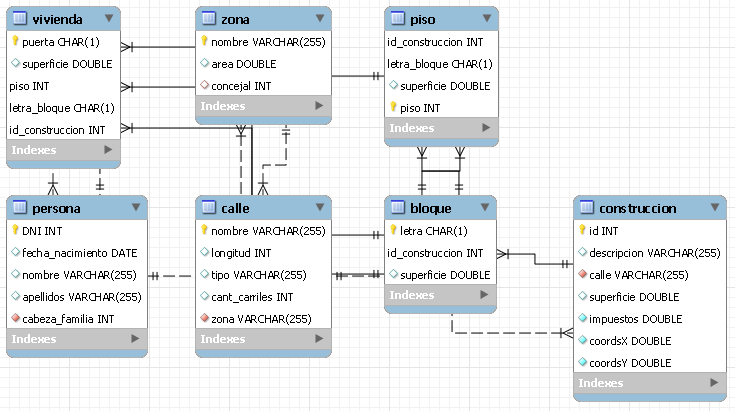 vivienda
puerta CHAR(1)
superficie DOUBLE
piso INT
letra_bloque CHAR(1)
id_construccion INT
Indexes
zona
nombre VARCHAR(255)
area DOUBLE
concejal INT
Indexes
piso
id_construccion INT
letra_bloque CHAR(1)
superficie DOUBLE
piso INT
Indexes
persona
DNI INT
fecha_nacimiento DATE
nombre VARCHAR(255)
apellidos VARCHAR(255)
cabeza_familia INT
Indexes
calle
nombre VARCHAR(255)
longitud INT
tipo VARCHAR(255)
cant_carriles INT
zona VARCHAR(255)
Indexes
bloque
letra CHAR(1)
id_construccion INT
superficie DOUBLE
Indexes
construccion
id INT
descripcion VARCHAR(255)
calle VARCHAR(255)
superficie DOUBLE
impuestos DOUBLE
coordsX DOUBLE
coordsY DOUBLE
Indexes